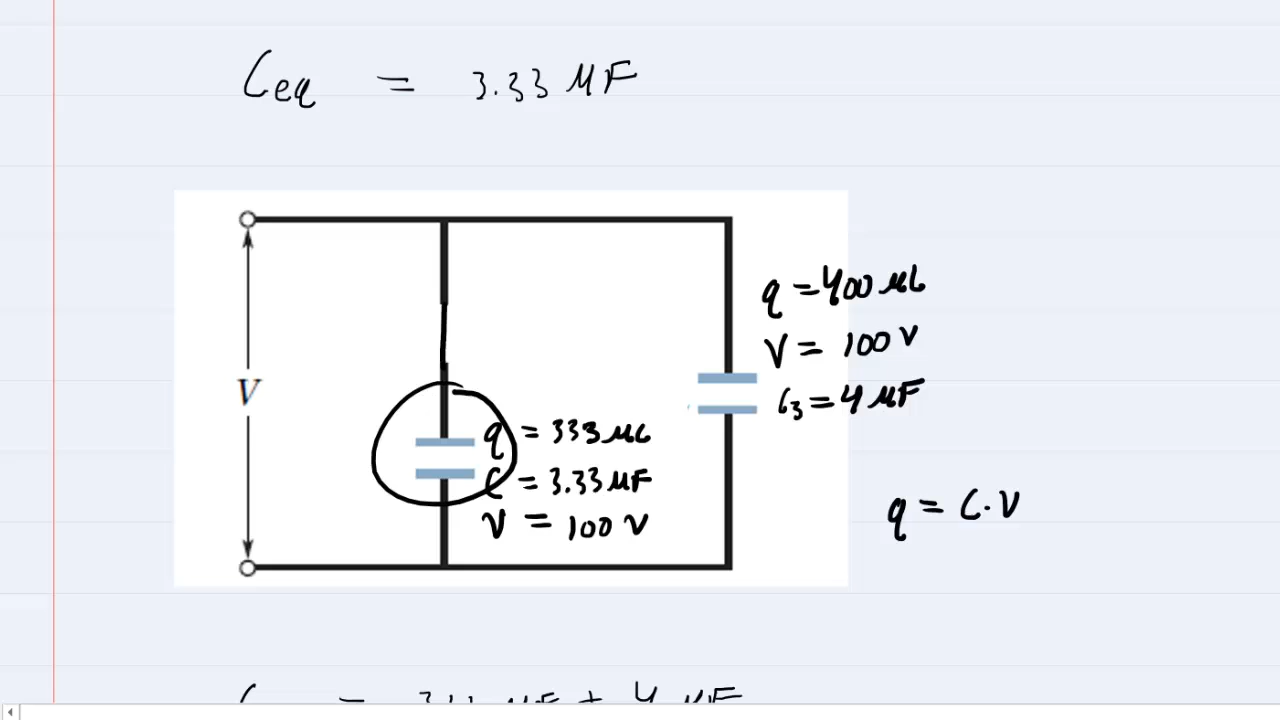 Ceq = 3.33 μF
q = 400 μC
V = 100 V
C3 = 4 μF
V
q = 333 μC
C = 3.33 μF
V = 100 V
q = C·V